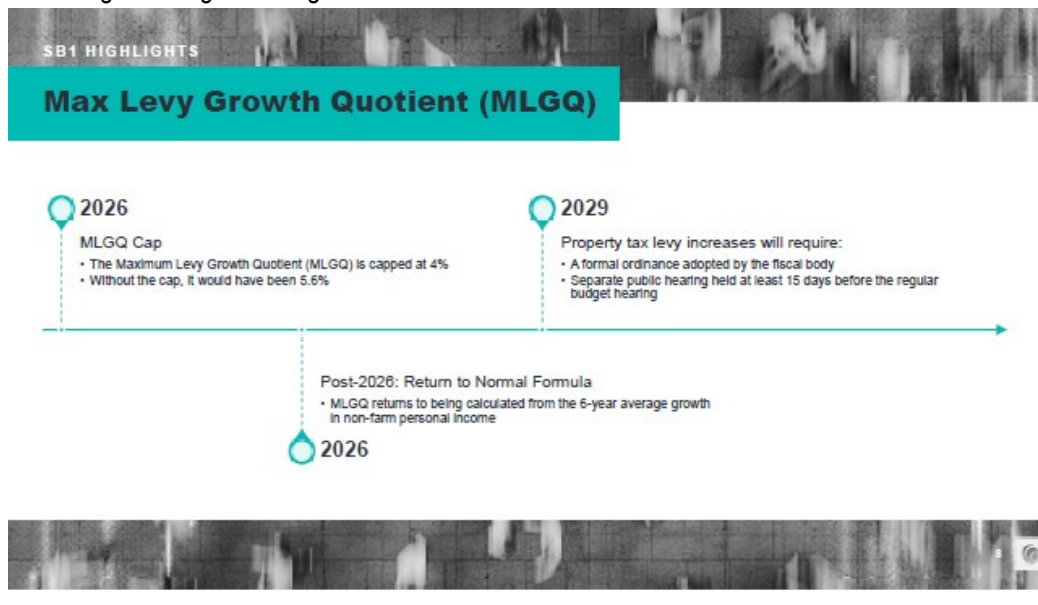 SB1 HIGHLIGHTS
Max Levy Growth Quotient (MLGQ)
2026
MLGQ Cap
• The Maximum Levy Growth Quotient (MLGQ) is capped at 4%
• Without the cap, it would have been 5.6%
2029
Property tax levy increases will require:
• A formal ordinance adopted by the fiscal body
• Separate public hearing held at least 15 days before the regular
budget hearing
Post-2026: Return to Normal Formula
• MLGQ returns to being calculated from the 6-year average growth
in non-farm personal income
2026
8